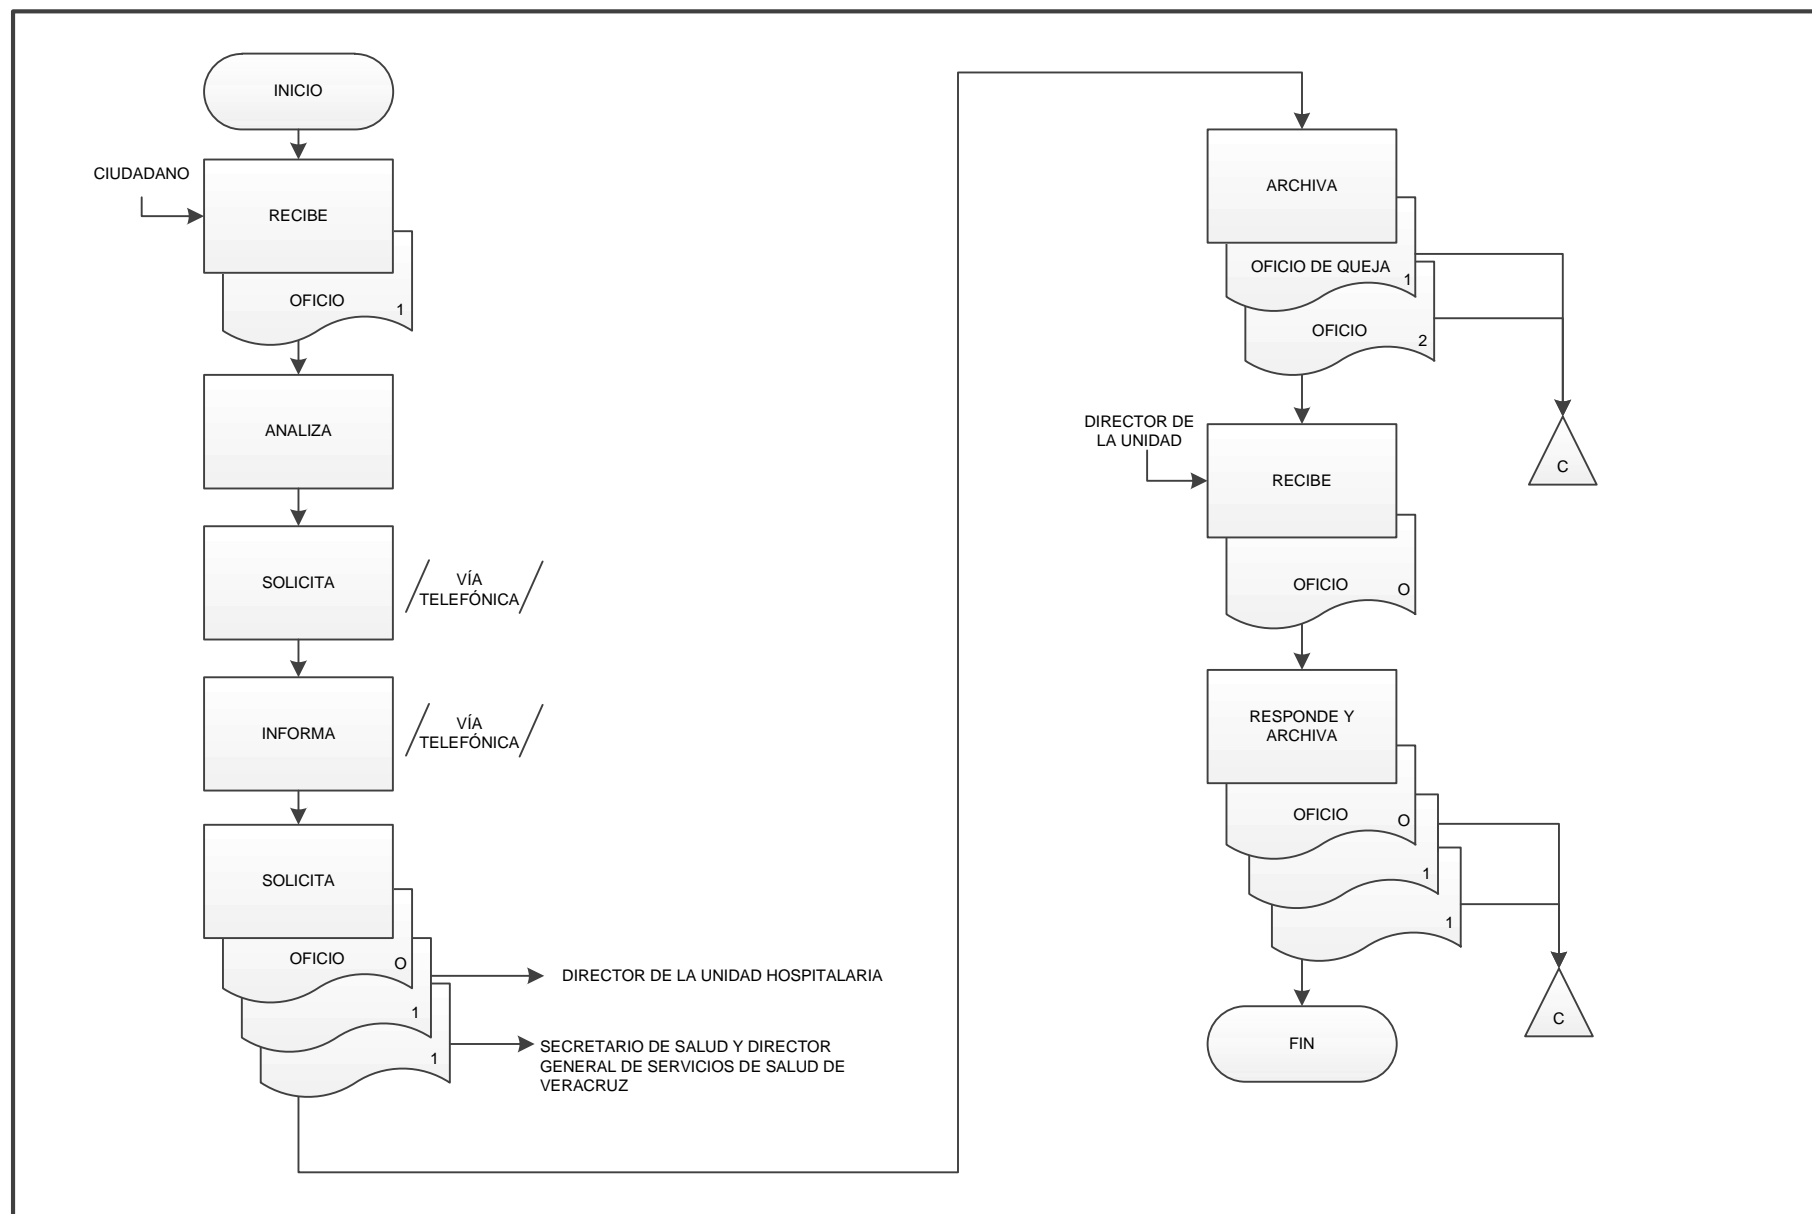 INICIO
CIUDADANO
RECIBE
OFICIO
1
ANALIZA
SOLICITA
VÍA
TELEFÓNICA
INFORMA
VÍA
TELEFÓNICA
SOLICITA
OFICIO
O
DIRECTOR DE LA UNIDAD HOSPITALARIA
1
1
SECRETARIO DE SALUD Y DIRECTOR
GENERAL DE SERVICIOS DE SALUD DE
VERACRUZ
ARCHIVA
OFICIO DE QUEJA
1
OFICIO
2
C
DIRECTOR DE
LA UNIDAD
RECIBE
OFICIO
O
RESPONDE Y
ARCHIVA
OFICIO
O
1
1
C
FIN